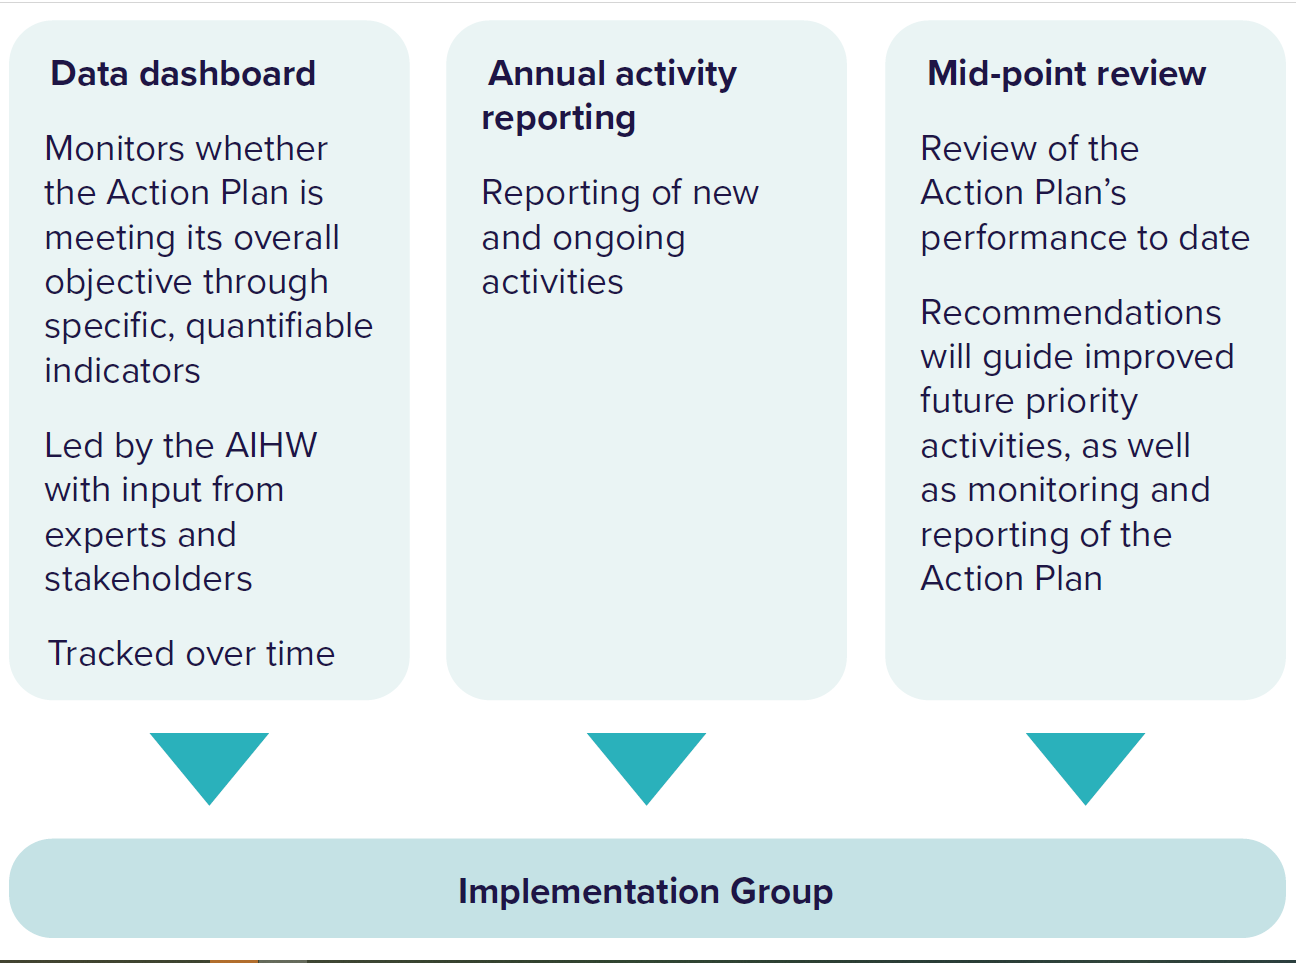 Data dashboard
Monitors whether
the Action Plan is
meeting its overall
objective through
specific, quantifiable
indicators
Led by the AIHW
with input from
experts and
stakeholders
Tracked over time
Annual activity
reporting
Reporting of new
and ongoing
activities
Mid-point review
Review of the
Action Plan’s
performance to date
Recommendations
will guide improved
future priority
activities, as well
as monitoring and
reporting of the
Action Plan
Implementation Group